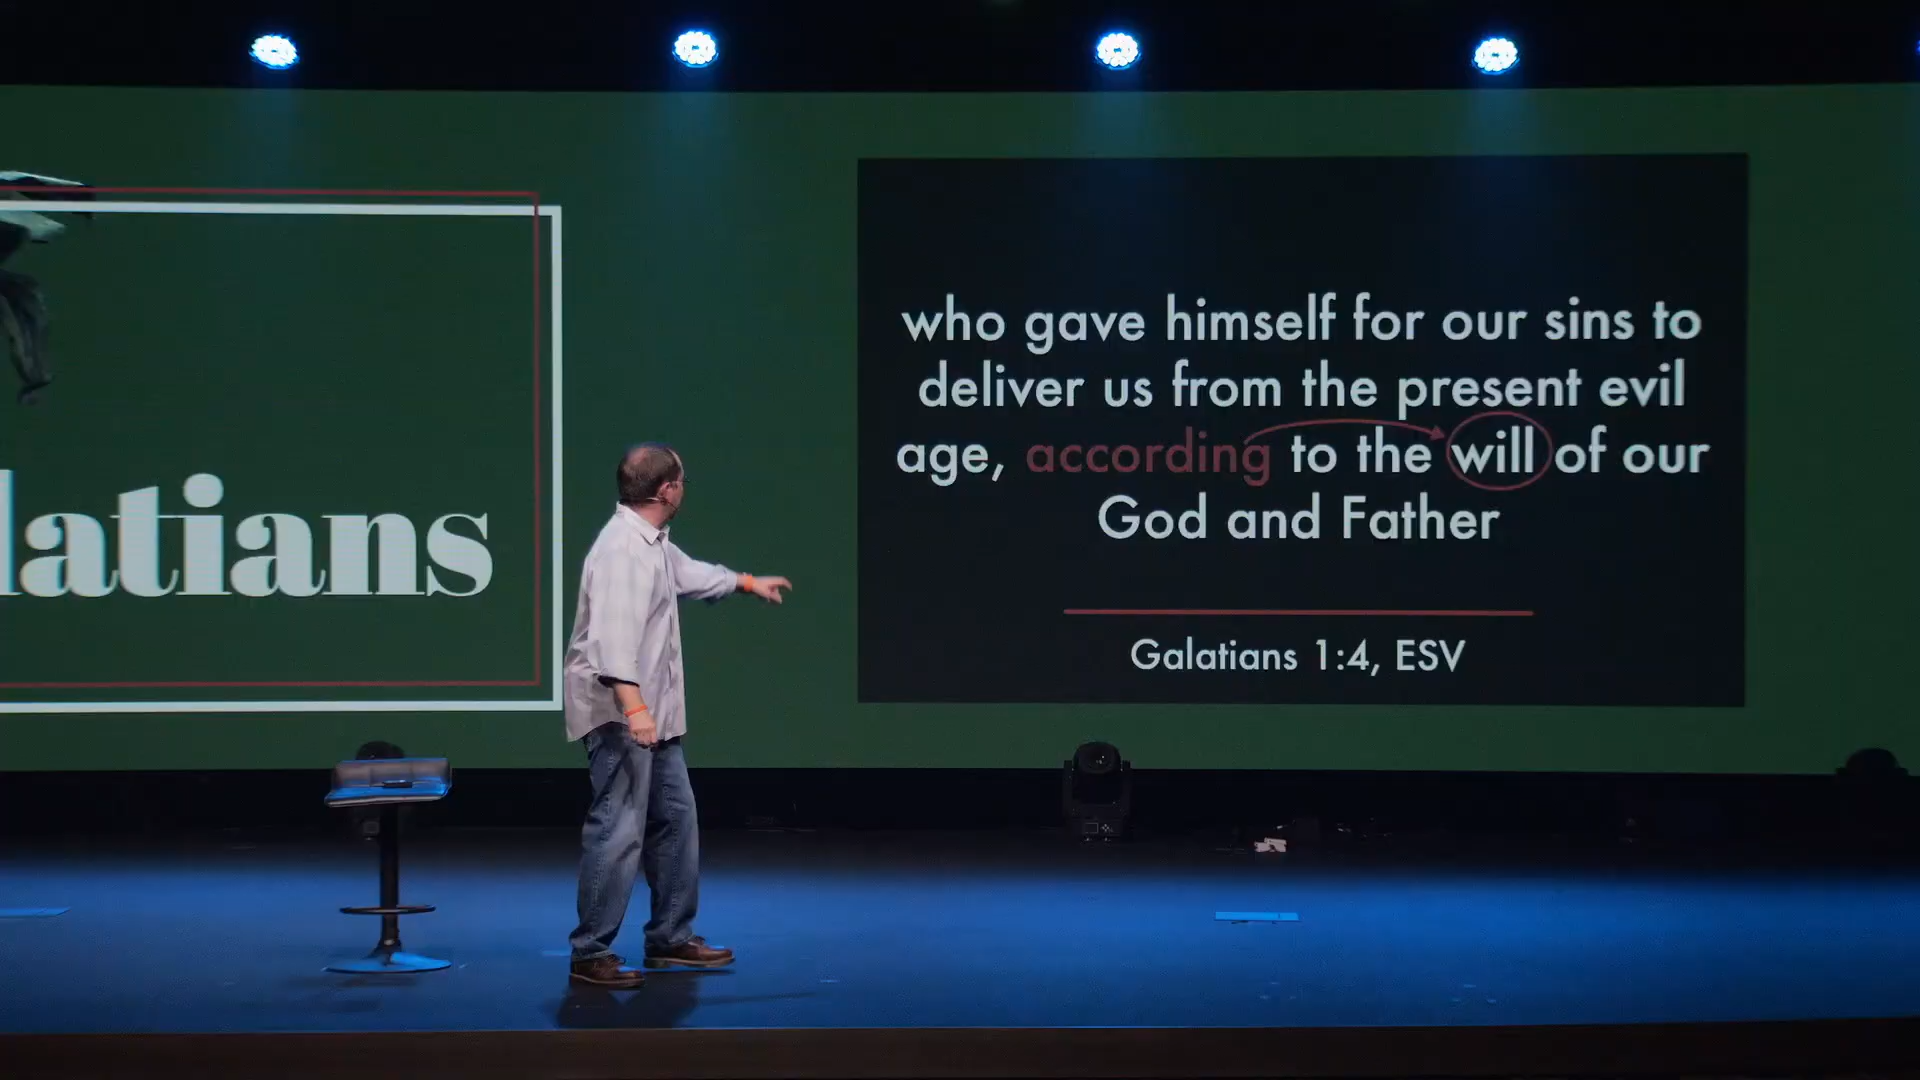 latians
who gave himself for our sins to
deliver us from the present evil
age, according to the will of our
God and Father
Galatians 1:4, ESV